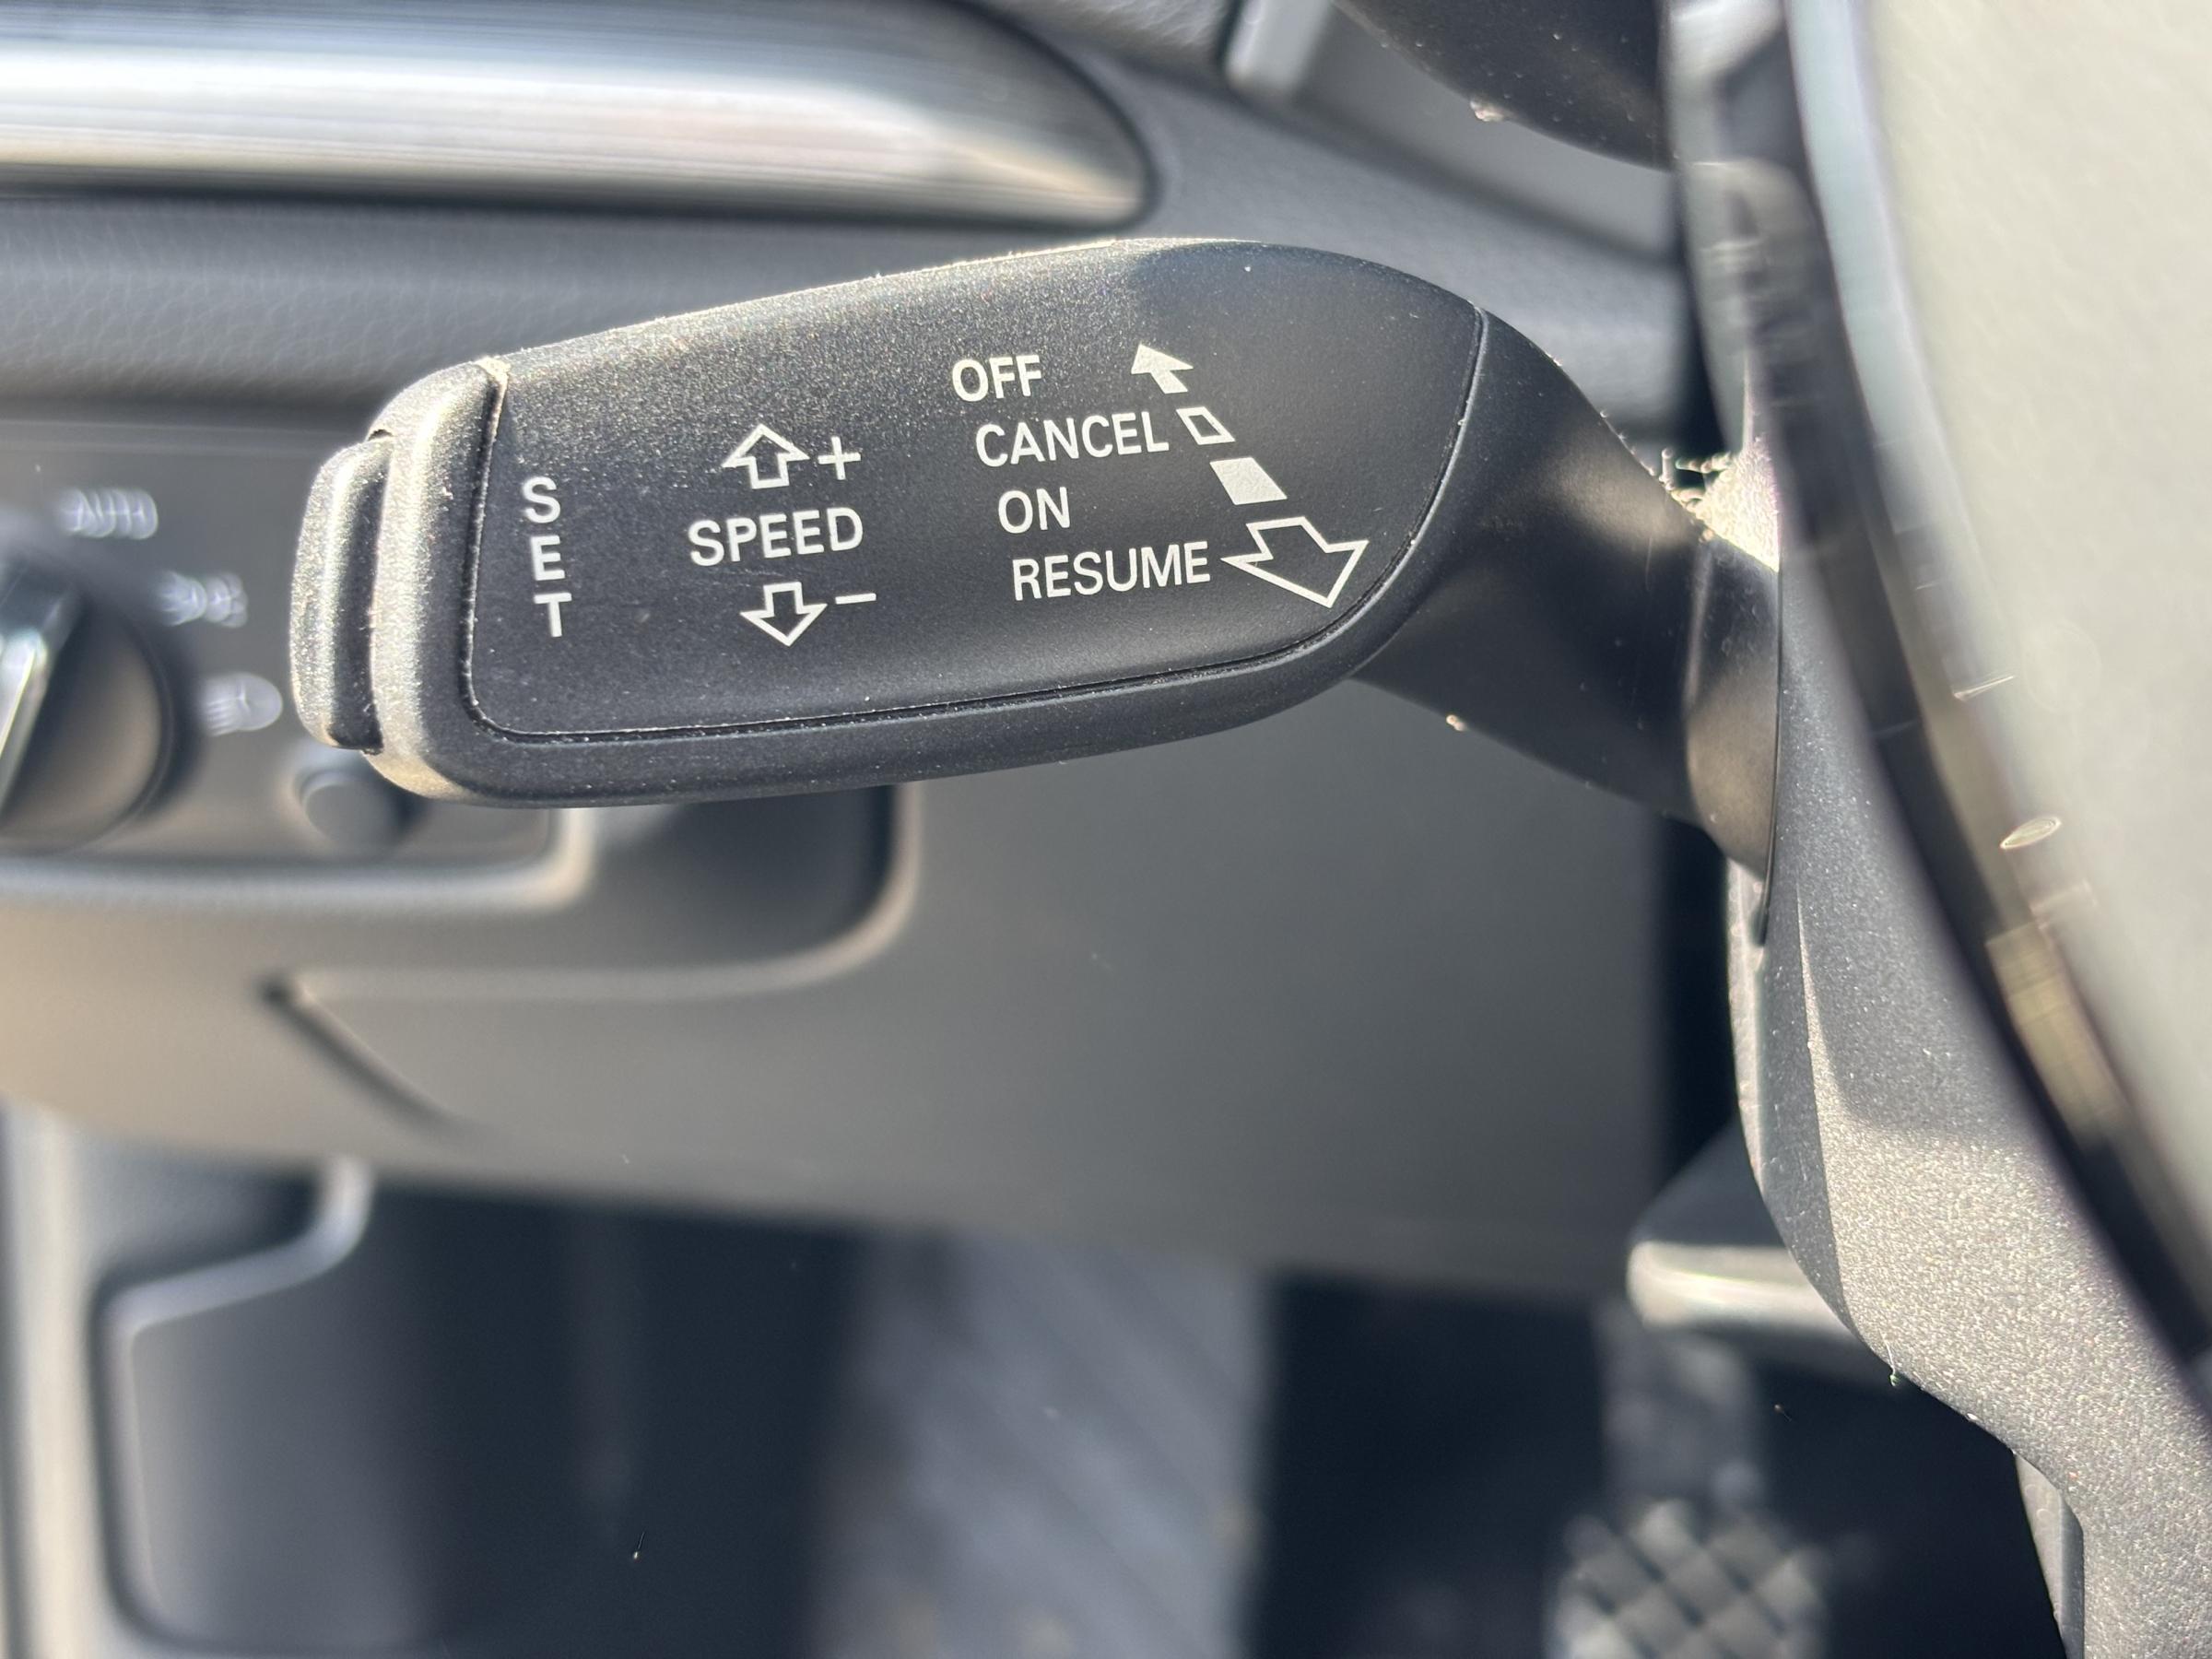 OFF
CANCEL
ON
RESUME
+
SPEED
−
SET